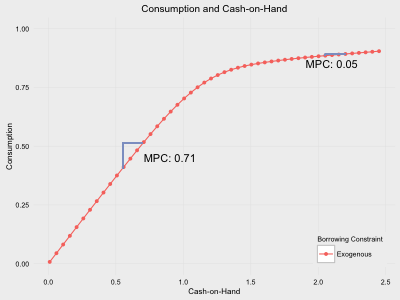 Consumption and Cash-on-Hand
1.00
MPC: 0.05
0.75
Consumption
0.50
MPC: 0.71
0.25
Borrowing Constraint
Exogenous
0.00
0.0 0.5 1.0 1.5 2.0 2.5
Cash-on-Hand